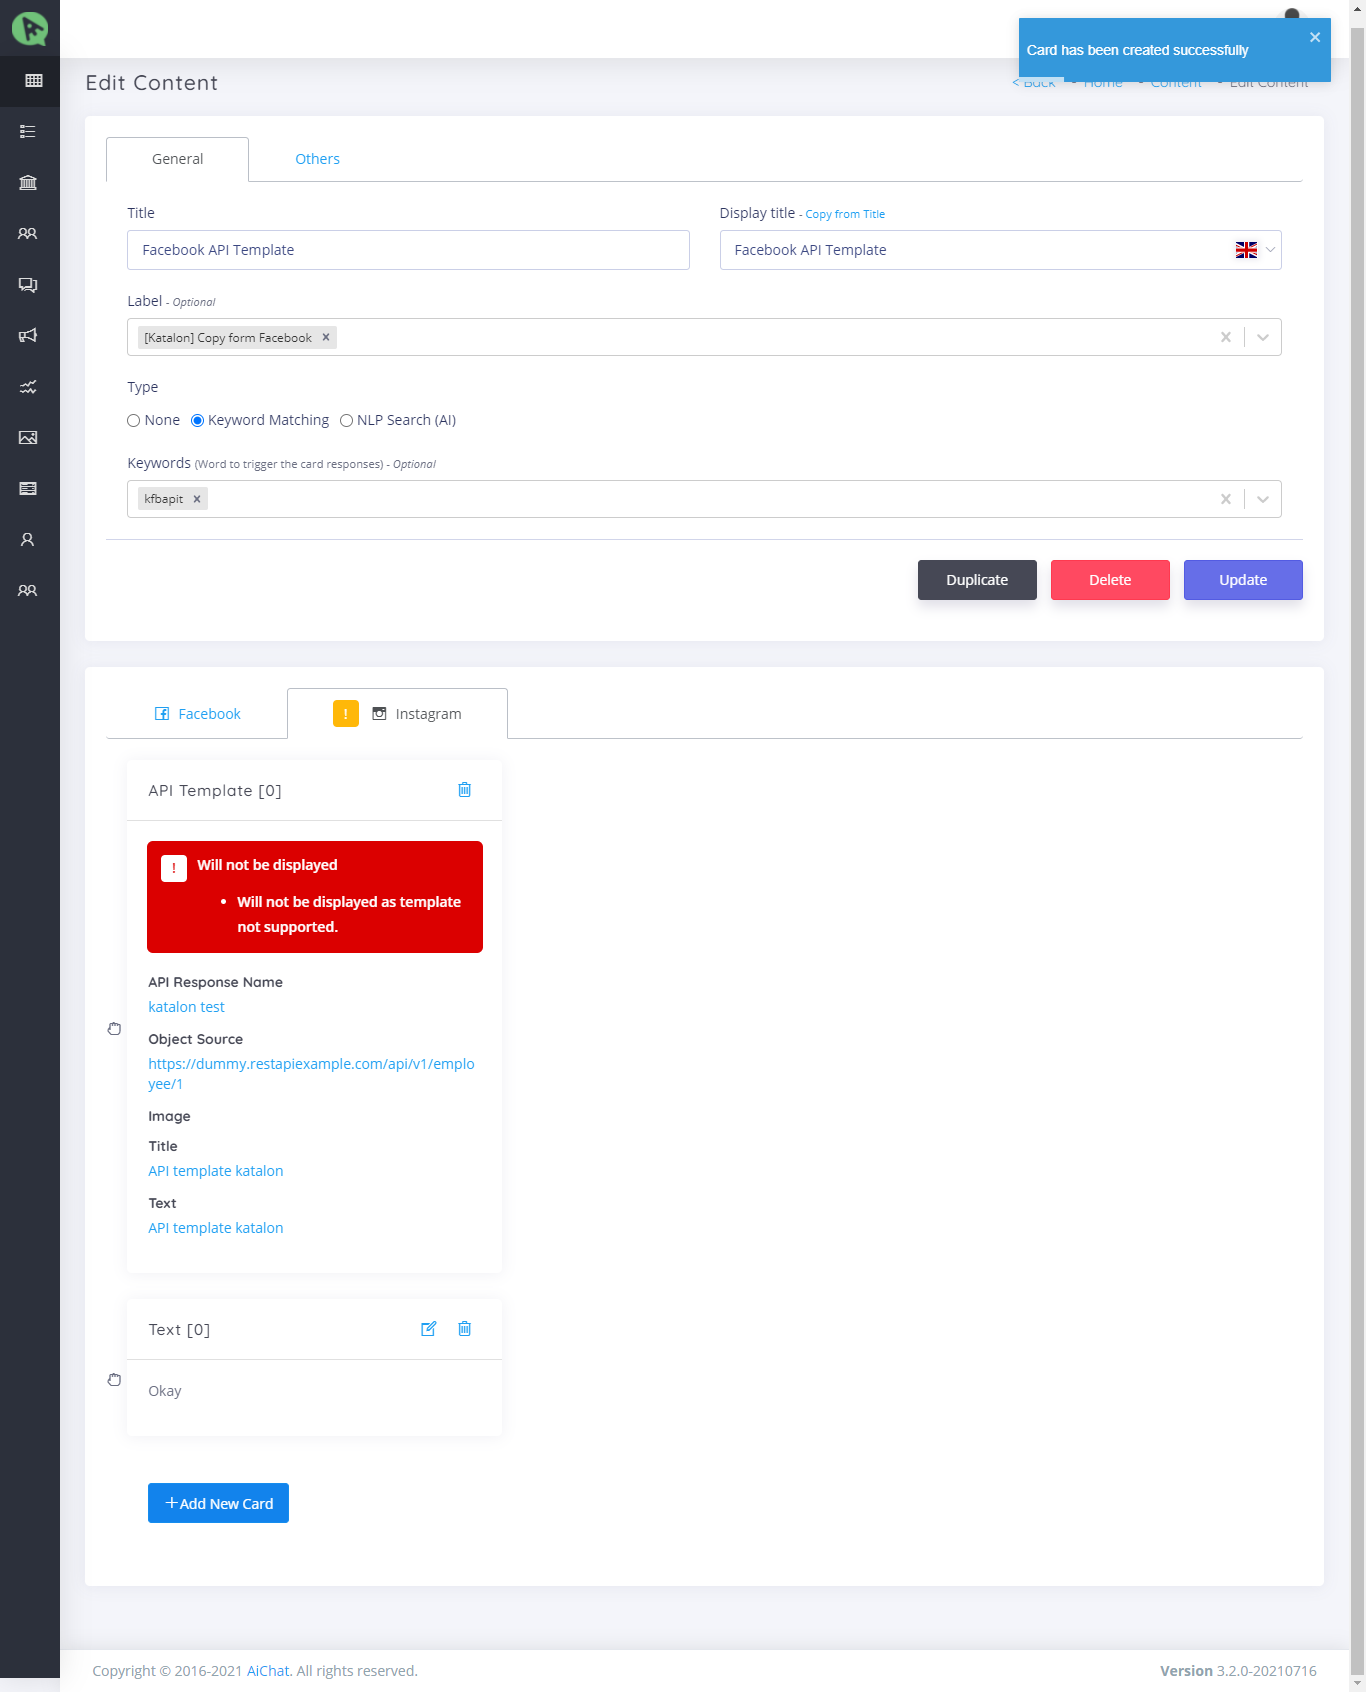 Card has been created successfully
Edit Content
< Back - Home - Content - Edit Content
General
Others
Title
Display title - Copy from Title
Facebook API Template
Facebook API Template
Label - Optional
[Katalon] Copy form Facebook ×
Type
None Keyword Matching NLP Search (AI)
Keywords (Word to trigger the card responses) - Optional
kfbapit ×
Duplicate
Delete
Update
Facebook
! Instagram
API Template [0]
! Will not be displayed
• Will not be displayed as template
not supported.
API Response Name
katalon test
Object Source
https://dummy.restapiexample.com/api/v1/emplo
yee/1
Image
Title
API template katalon
Text
API template katalon
Text [0]
Okay
+Add New Card
Copyright © 2016-2021 AiChat. All rights reserved.
Version 3.2.0-20210716